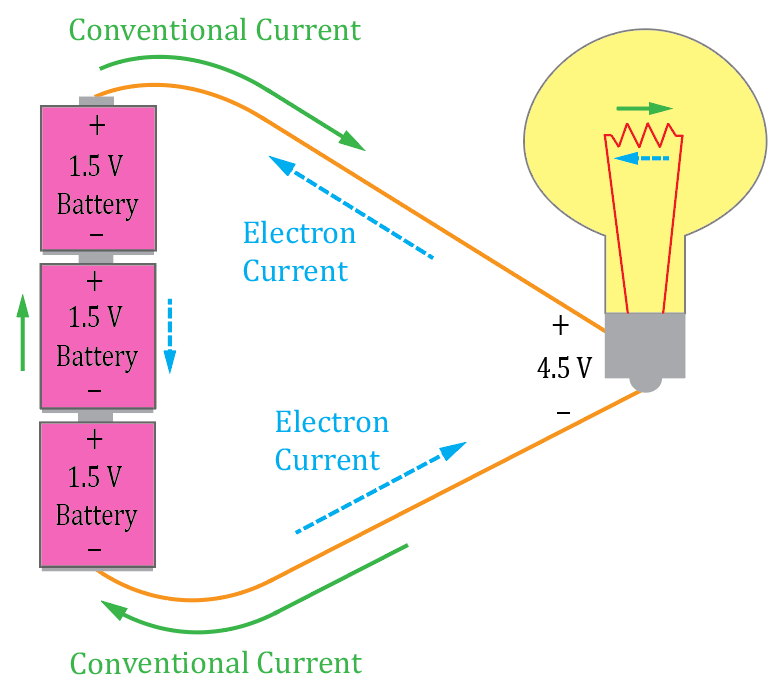 Conventional Current
+
1.5 V
Battery
–
+
1.5 V
Battery
–
+
1.5 V
Battery
–
Electron
Current
+
4.5 V
–
Electron
Current
Conventional Current